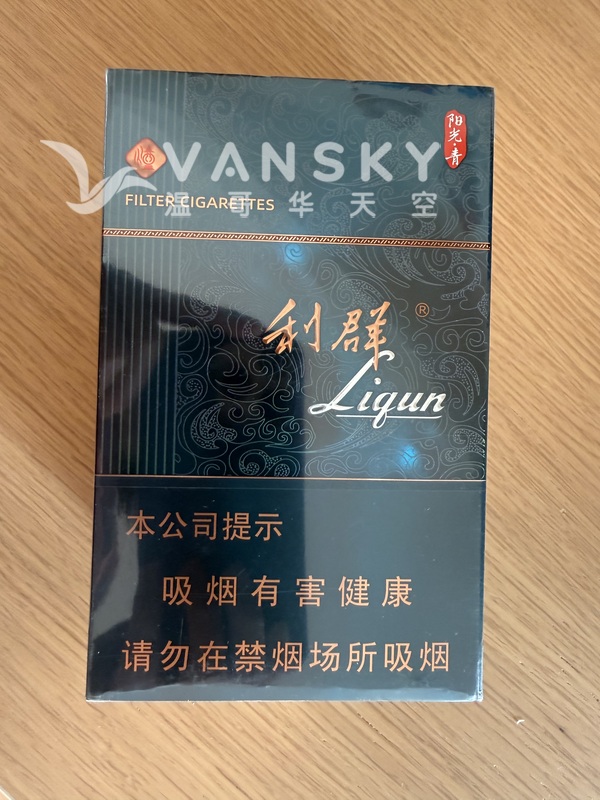 阳光·青
VANSKY
FILTER CIGARETTES
温哥华天空
利群®
Liqun
本公司提示
吸烟有害健康
请勿在禁烟场所吸烟